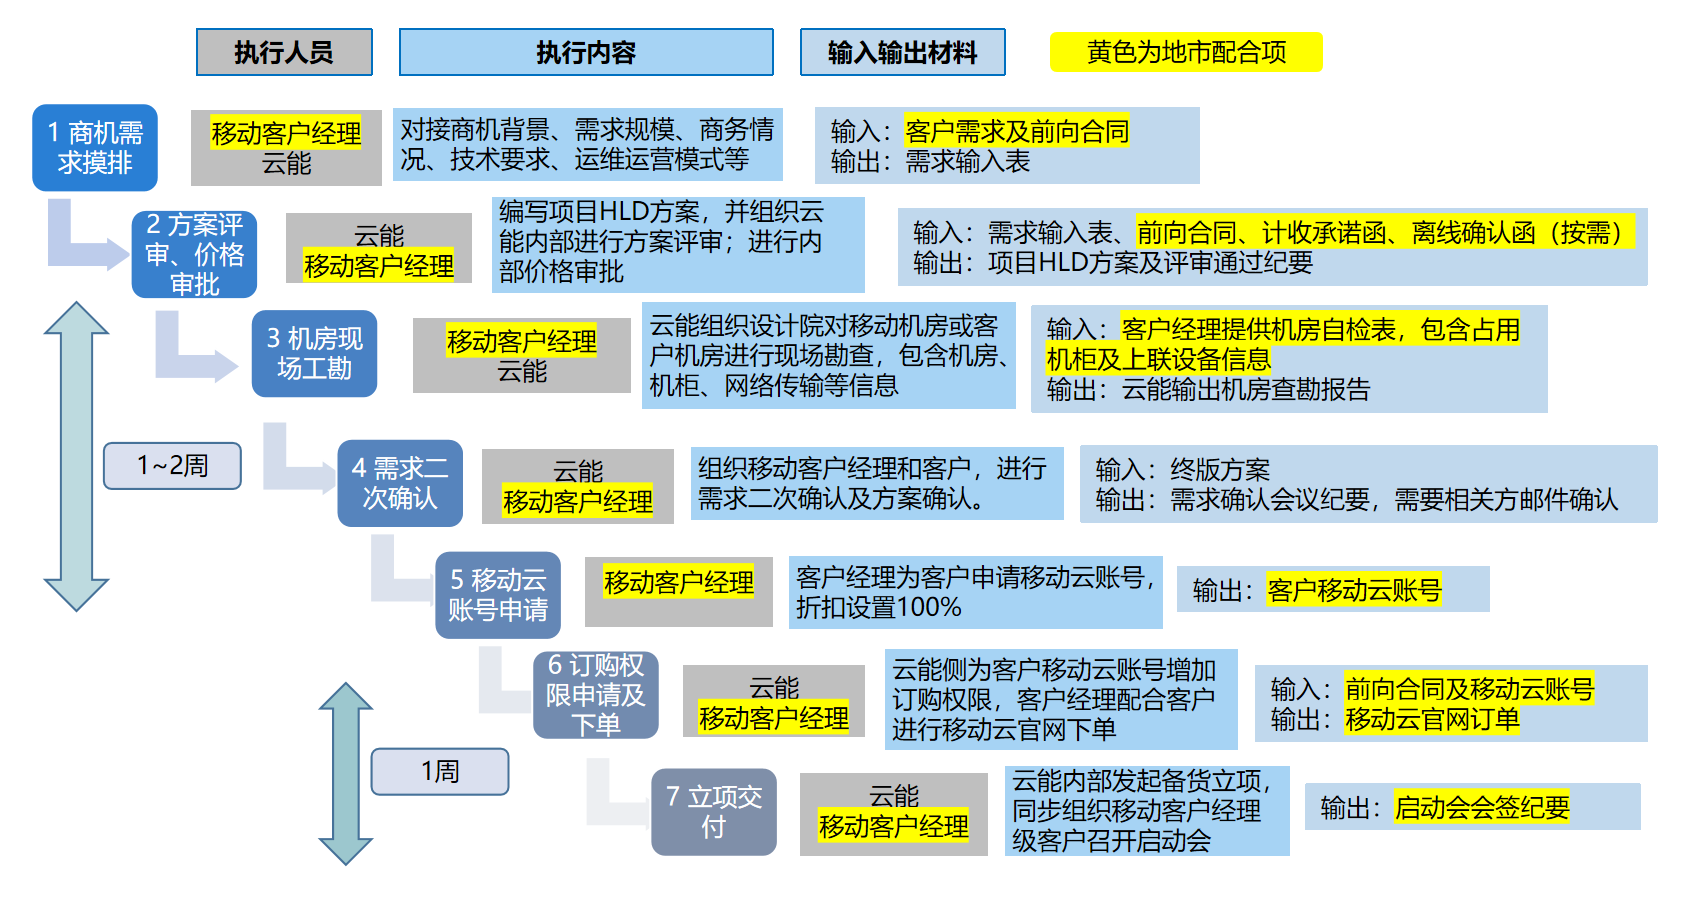 执行人员
执行内容
输入输出材料
黄色为地市配合项
1 商机需
求摸排
移动客户经理
云能
对接商机背景、需求规模、商务情
况、技术要求、运维运营模式等
输入：客户需求及前向合同
输出：需求输入表
2 方案评
审、价格
审批
云能
移动客户经理
编写项目HLD方案，并组织云
能内部进行方案评审；进行内
部价格审批
输入：需求输入表、前向合同、计收承诺函、离线确认函（按需）
输出：项目HLD方案及评审通过纪要
3 机房现
场工勘
移动客户经理
云能
云能组织设计院对移动机房或客
户机房进行现场勘查，包含机房、
机柜、网络传输等信息
输入：客户经理提供机房自检表，包含占用
机柜及上联设备信息
输出：云能输出机房查勘报告
1~2周
4 需求二
次确认
云能
移动客户经理
组织移动客户经理和客户，进行
需求二次确认及方案确认。
输入：终版方案
输出：需求确认会议纪要，需要相关方邮件确认
5 移动云
账号申请
移动客户经理
客户经理为客户申请移动云账号，
折扣设置100%
输出：客户移动云账号
6 订购权
限申请及
下单
云能
移动客户经理
云能侧为客户移动云账号增加
订购权限，客户经理配合客户
进行移动云官网下单
输入：前向合同及移动云账号
输出：移动云官网订单
1周
7 立项交
付
云能
移动客户经理
云能内部发起备货立项，
同步组织移动客户经理
级客户召开启动会
输出：启动会会签纪要